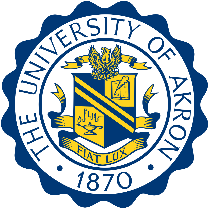 THE UNIVERSITY OF AKRON
FIAT LUX
1870